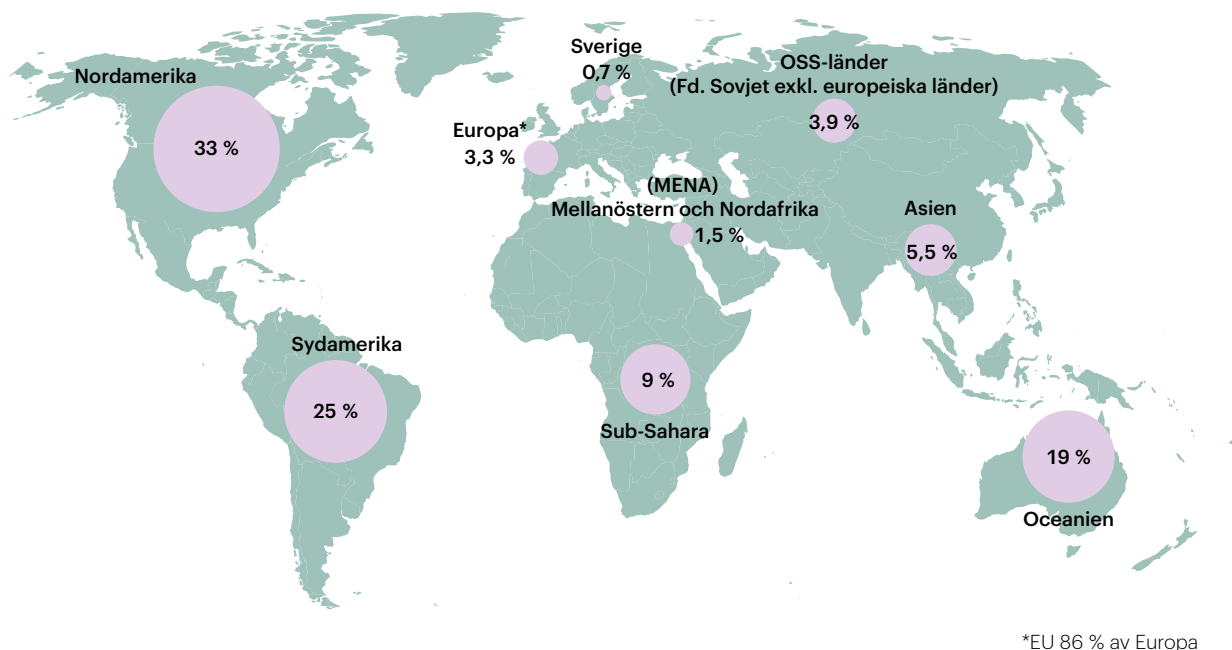 Nordamerika
33 %
Sverige
0,7 %
OSS-länder
(Fd. Sovjet exkl. europeiska länder)
3,9 %
Europa*
3,3 %
(MENA)
Mellanöstern och Nordafrika
1,5 %
Asien
5,5 %
Sydamerika
25 %
9 %
Sub-Sahara
19 %
Oceanien
*EU 86 % av Europa